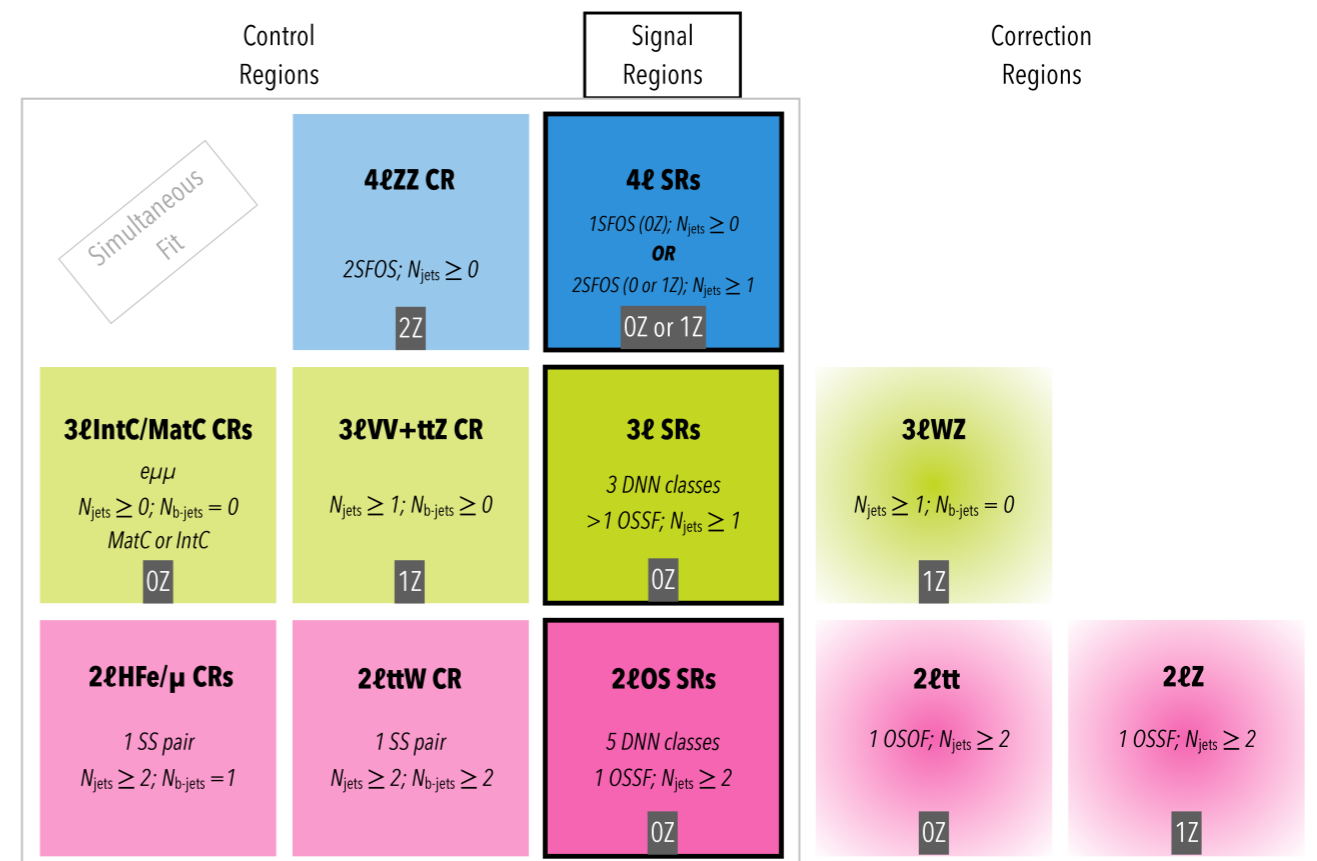 Control
Regions
Signal
Regions
Correction
Regions
Simultaneous
Fit
4ℓZZ CR
2SFOS; Njets ≥ 0
2Z
4ℓ SRs
1SFOS (0Z); Njets ≥ 0
OR
2SFOS (0 or 1Z); Njets ≥ 1
0Z or 1Z
3ℓIntC/MatC CRs
eμμ
Njets ≥ 0; Nb-jets = 0
MatC or IntC
0Z
3ℓVV+ttZ CR
Njets ≥ 1; Nb-jets ≥ 0
1Z
3ℓ SRs
3 DNN classes
>1 OSSF; Njets ≥ 1
0Z
3ℓWZ
Njets ≥ 1; Nb-jets = 0
1Z
2ℓHFe/μ CRs
1 SS pair
Njets ≥ 2; Nb-jets =1
2ℓttW CR
1 SS pair
Njets ≥ 2; Nb-jets ≥ 2
2ℓOS SRs
5 DNN classes
1 OSSF; Njets ≥ 2
0Z
2ℓtt
1 OSOF; Njets ≥ 2
0Z
2ℓZ
1 OSSF; Njets ≥ 2
1Z